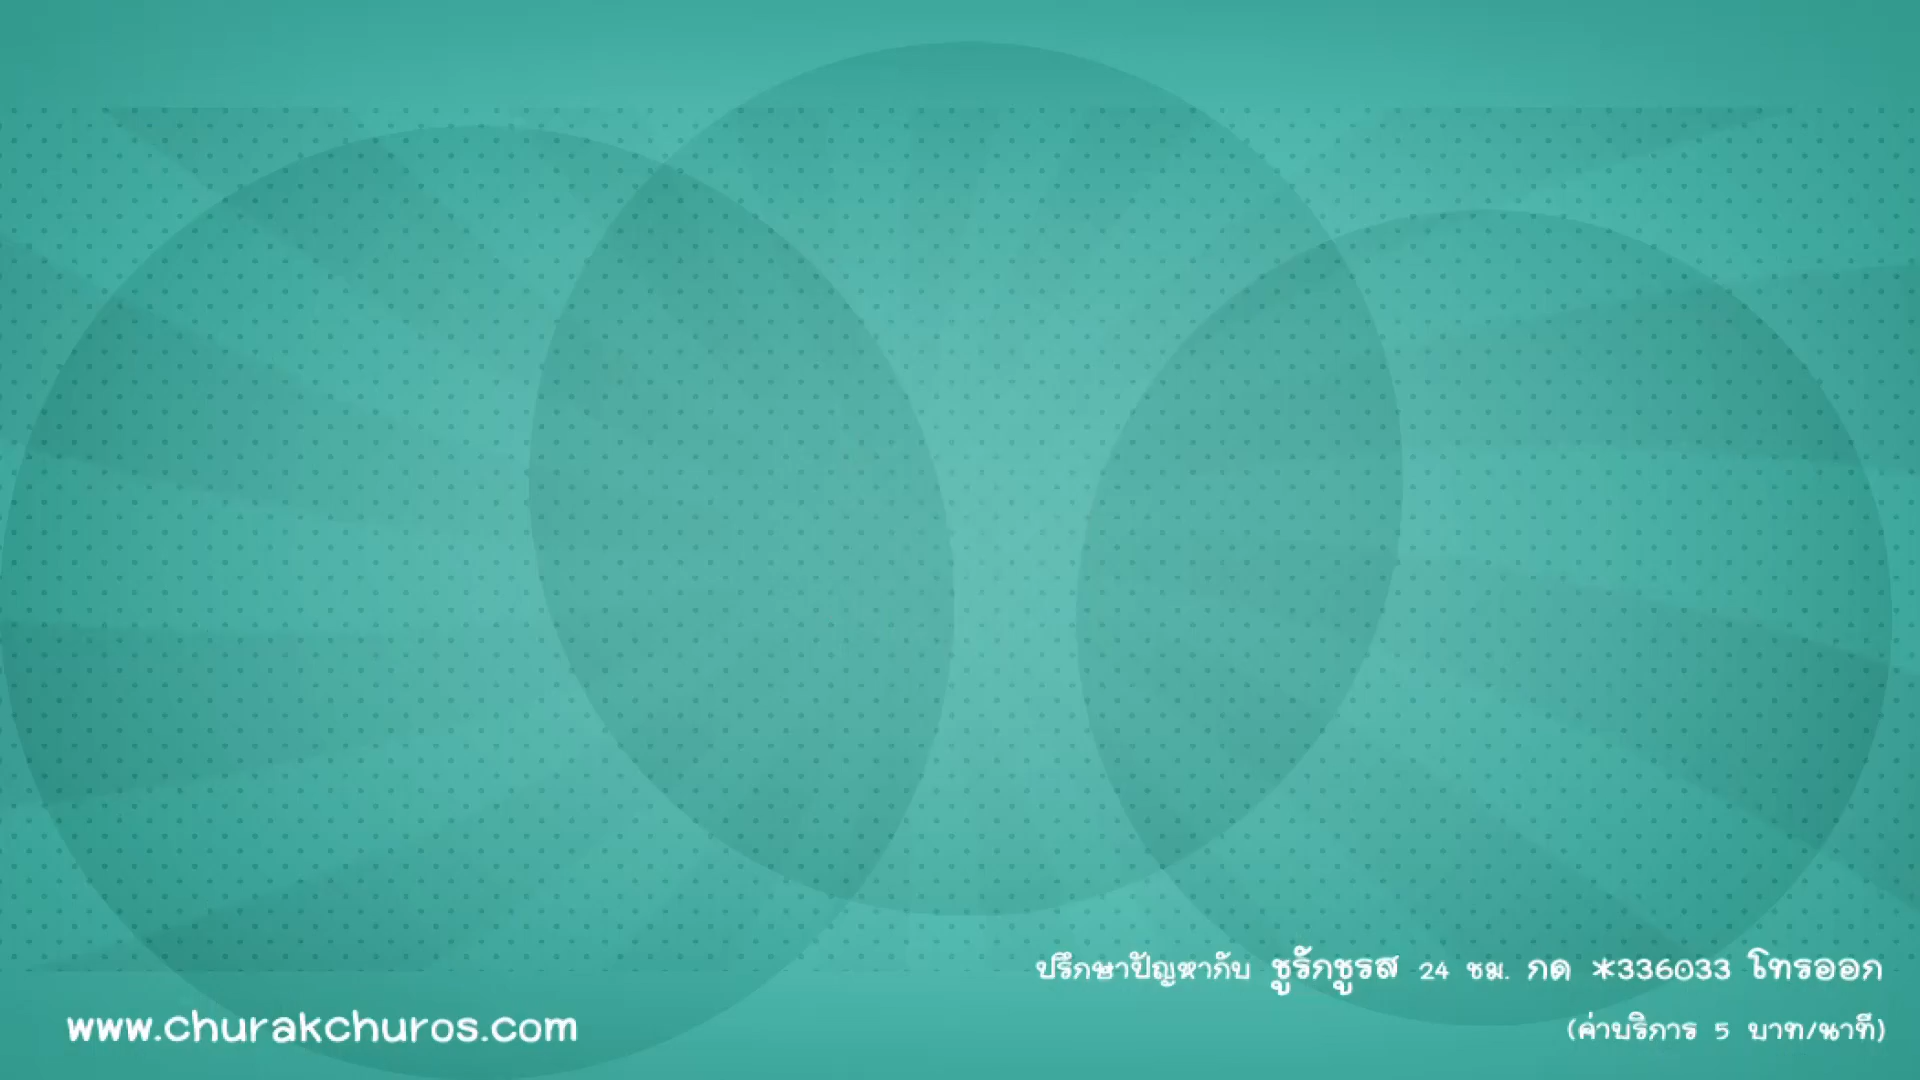 ปรึกษาปัญหากับ ชูรักชูรส 24 ชม. กด *336033 โทรออก
www.churakchuros.com
(ค่าบริการ 5 บาท/นาที)